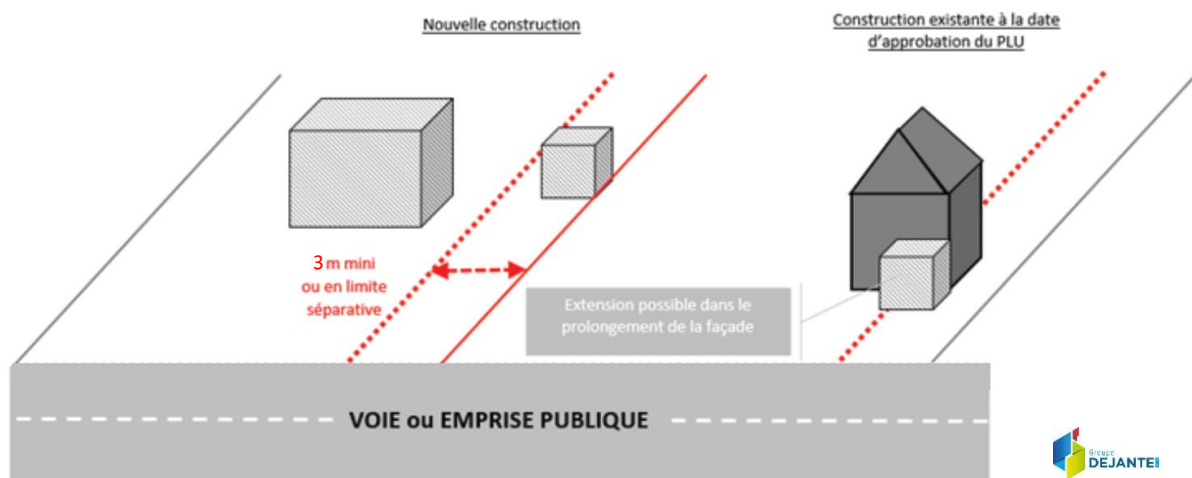 Nouvelle construction
Construction existante à la date
d'approbation du PLU
3 m mini
ou en limite
séparative
Extension possible dans le
prolongement de la façade
VOIE ou EMPRISE PUBLIQUE
Groupe
DEJANTE